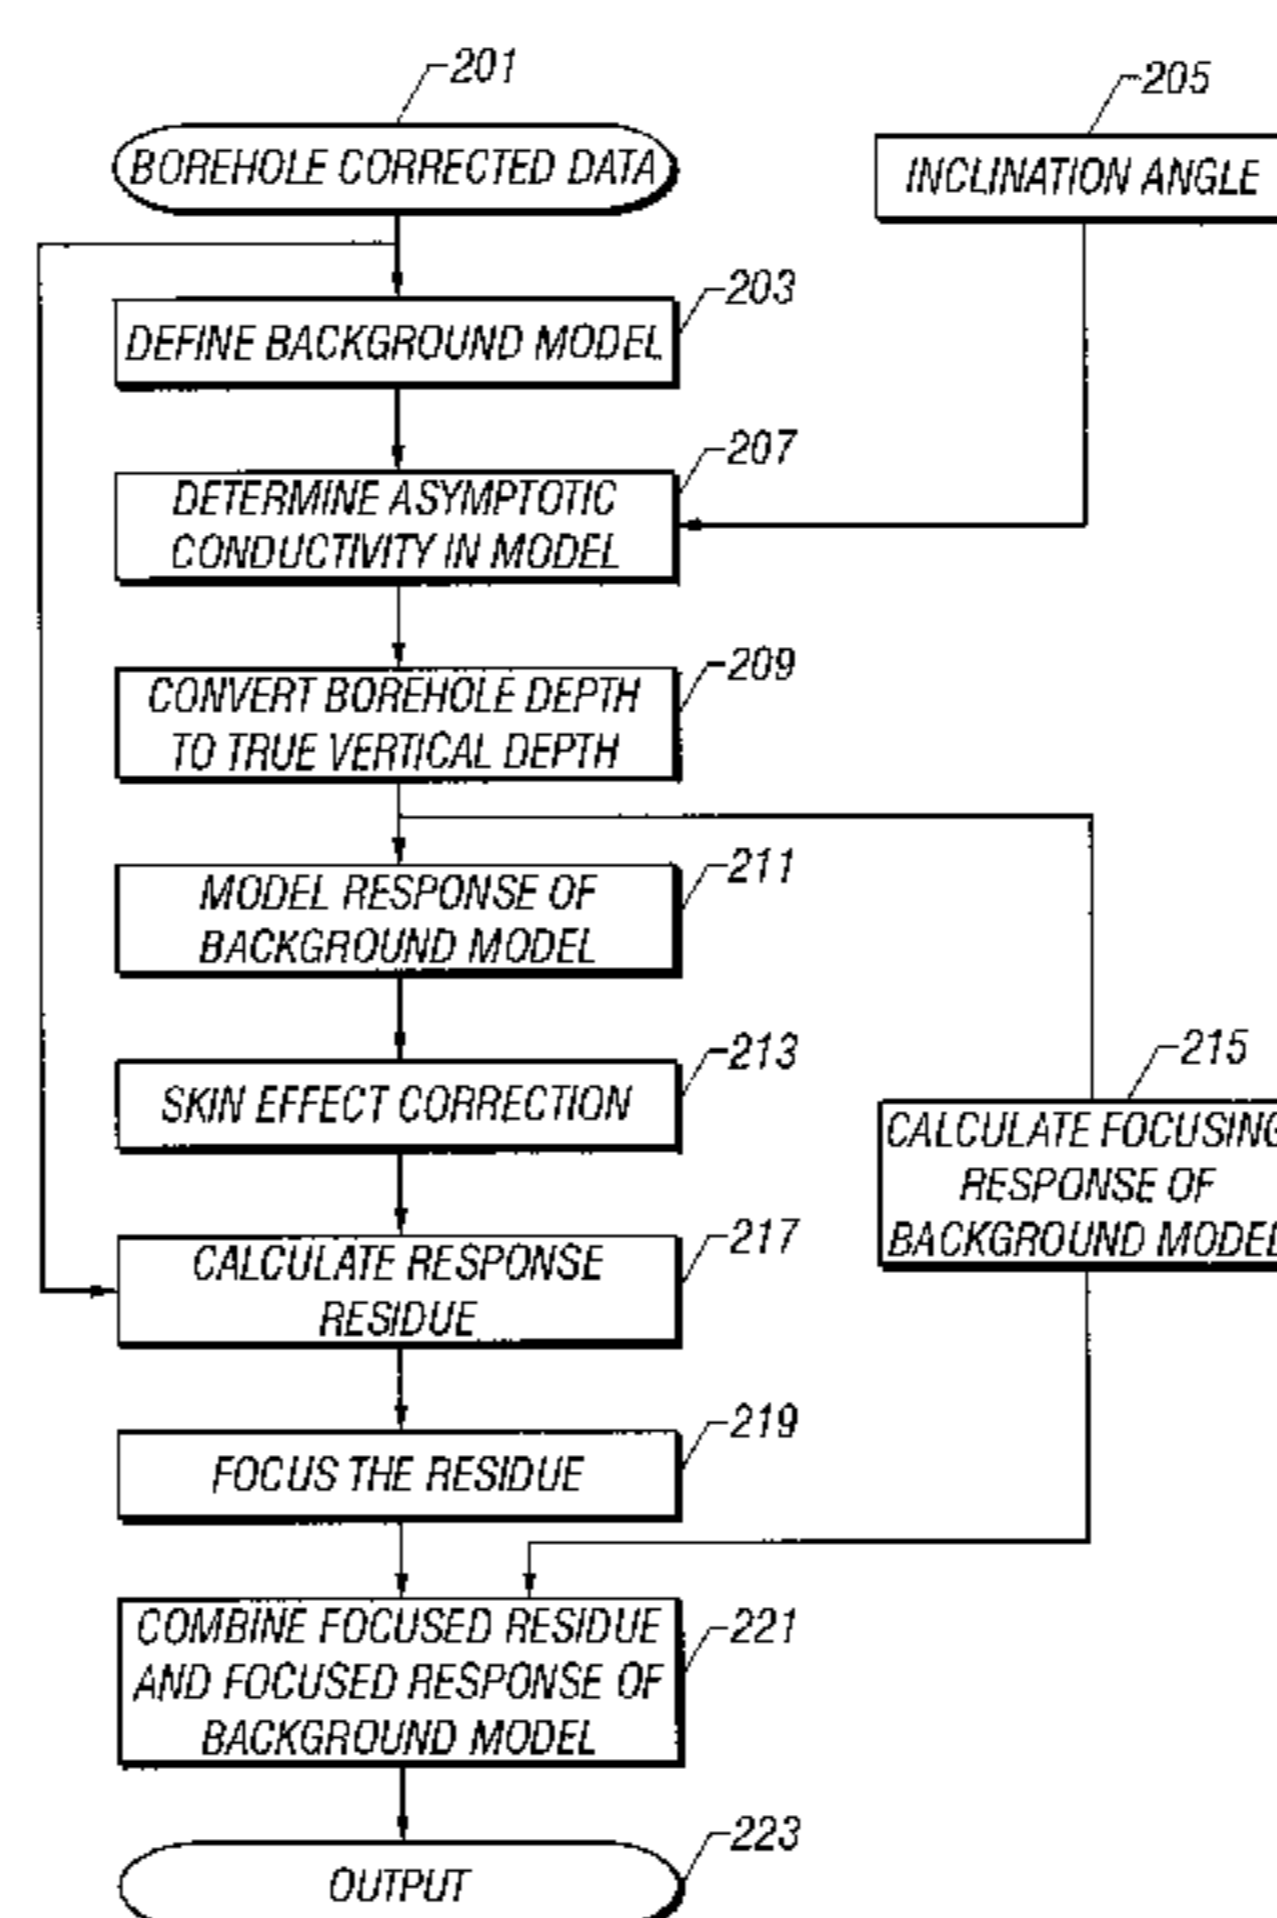 201
BOREHOLE CORRECTED DATA
205
INCLINATION ANGLE
203
DEFINE BACKGROUND MODEL
207
DETERMINE ASYMPTOTIC
CONDUCTIVITY IN MODEL
209
CONVERT BOREHOLE DEPTH
TO TRUE VERTICAL DEPTH
211
MODEL RESPONSE OF
BACKGROUND MODEL
213
SKIN EFFECT CORRECTION
215
CALCULATE FOCUSING
RESPONSE OF
BACKGROUND MODEL
217
CALCULATE RESPONSE
RESIDUE
219
FOCUS THE RESIDUE
221
COMBINE FOCUSED RESIDUE
AND FOCUSED RESPONSE OF
BACKGROUND MODEL
223
OUTPUT